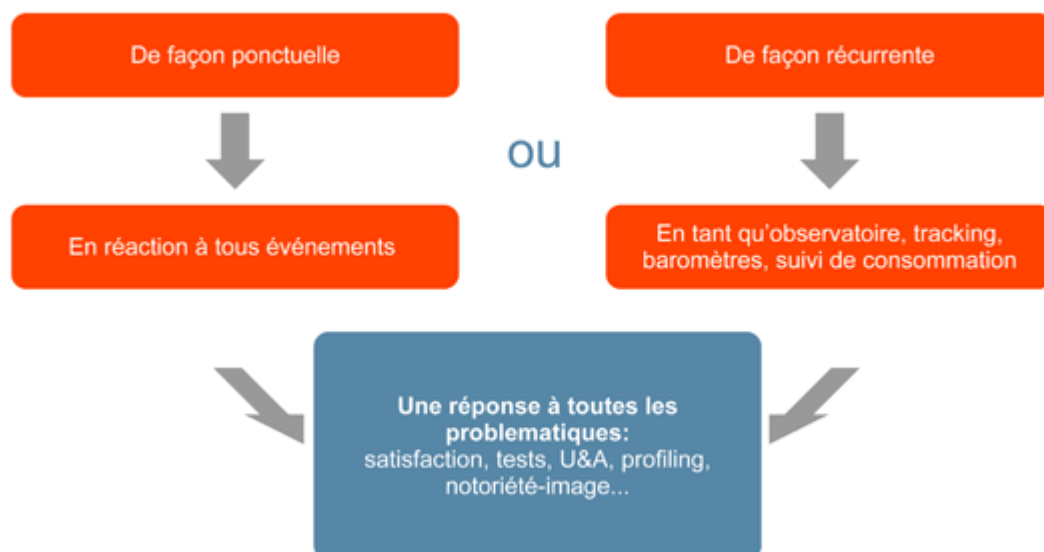 De façon ponctuelle
De façon récurrente
ou
En réaction à tous événements
En tant qu'observatoire, tracking,
baromètres, suivi de consommation
Une réponse à toutes les
problematiques:
satisfaction, tests, U&A, profiling,
notoriété-image...